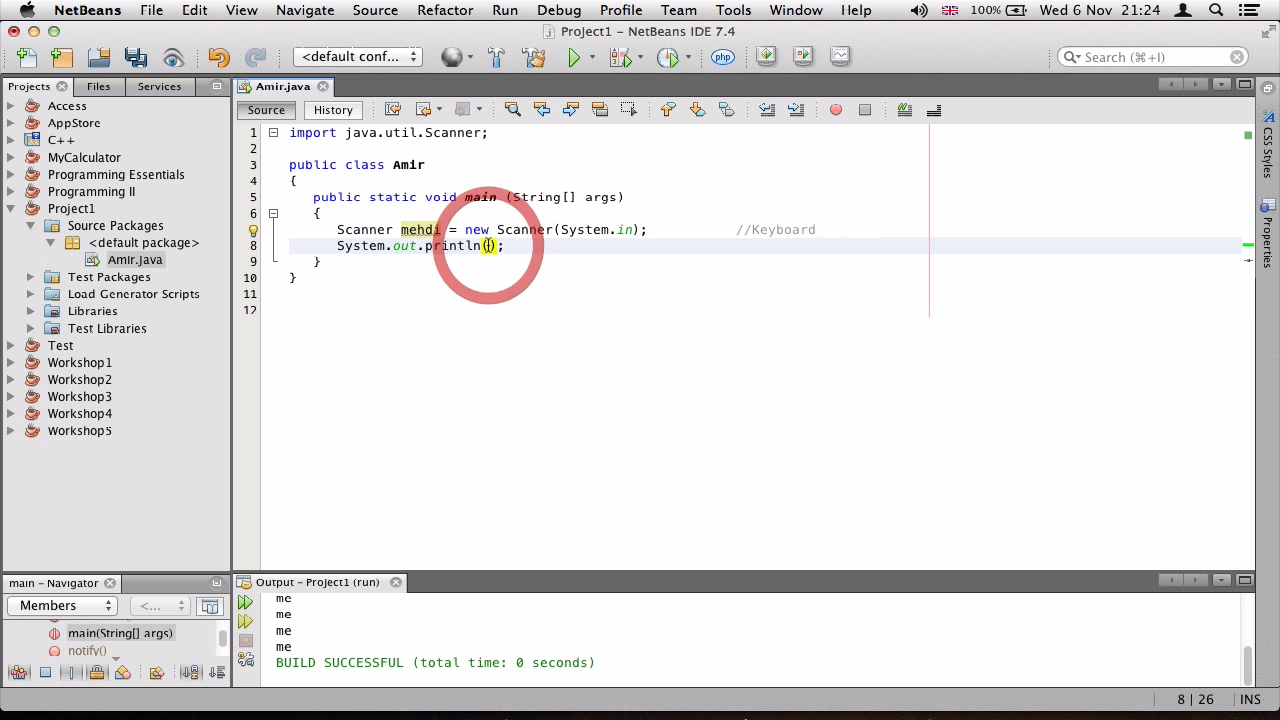 NetBeans File Edit View Navigate Source Refactor Run Debug Profile Team Tools Window Help 100% Wed 6 Nov 21:24
Project1 - NetBeans IDE 7.4
<default conf... php Search (⌘+I)
Projects Files Services
Access
AppStore
C++
MyCalculator
Programming Essentials
Programming II
Project1
Source Packages
<default package>
Amir.java
Test Packages
Load Generator Scripts
Libraries
Test Libraries
Test
Workshop1
Workshop2
Workshop3
Workshop4
Workshop5
Amir.java
Source History
1 import java.util.Scanner;
2
3 public class Amir
4 {
5 public static void main (String[] args)
6 {
7 Scanner mehdi = new Scanner(System.in); //Keyboard
8 System.out.println();
9 }
10 }
11
12
CSS Styles
Properties
main - Navigator
Members <...
main(String[] args)
notify()
Output - Project1 (run)
me
me
me
me
BUILD SUCCESSFUL (total time: 0 seconds)
8 | 26 INS